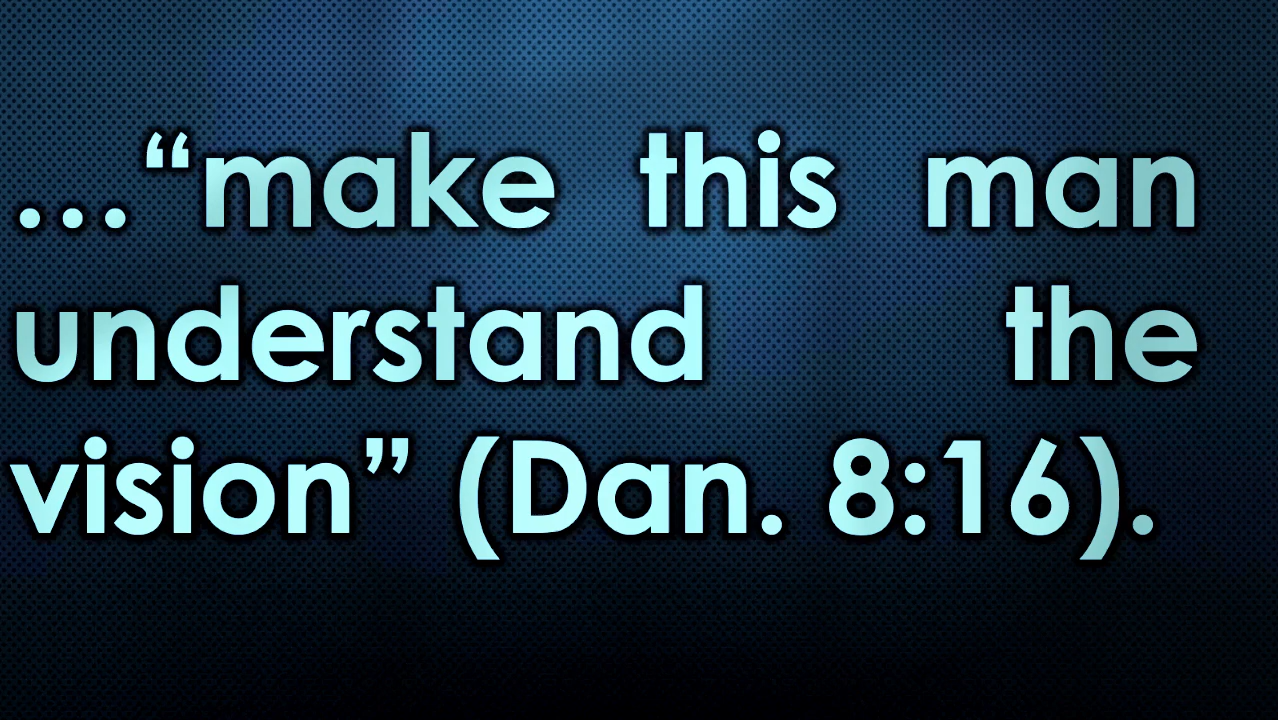 …“make this man
understand the
vision” (Dan. 8:16).